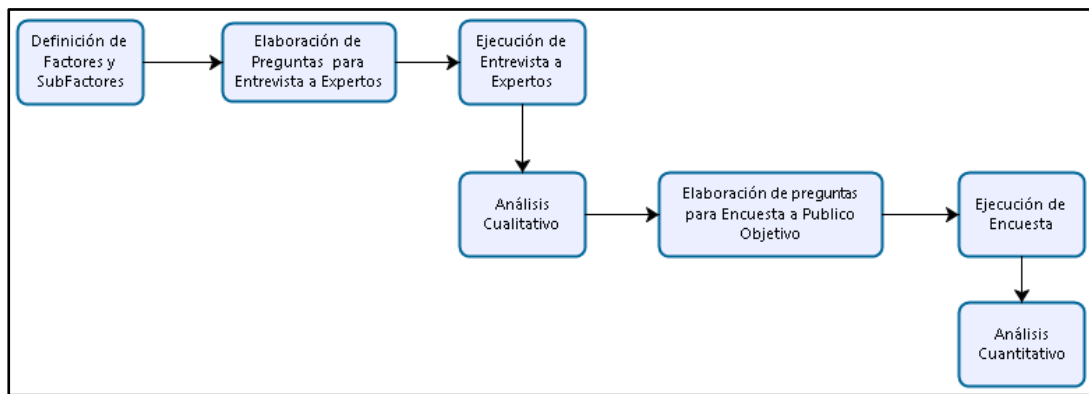 Definición de
Factores y
SubFactores
Elaboración de
Preguntas para
Entrevista a Expertos
Ejecución de
Entrevista a
Expertos
Análisis
Cualitativo
Elaboración de preguntas
para Encuesta a Publico
Objetivo
Ejecución de
Encuesta
Análisis
Cuantitativo